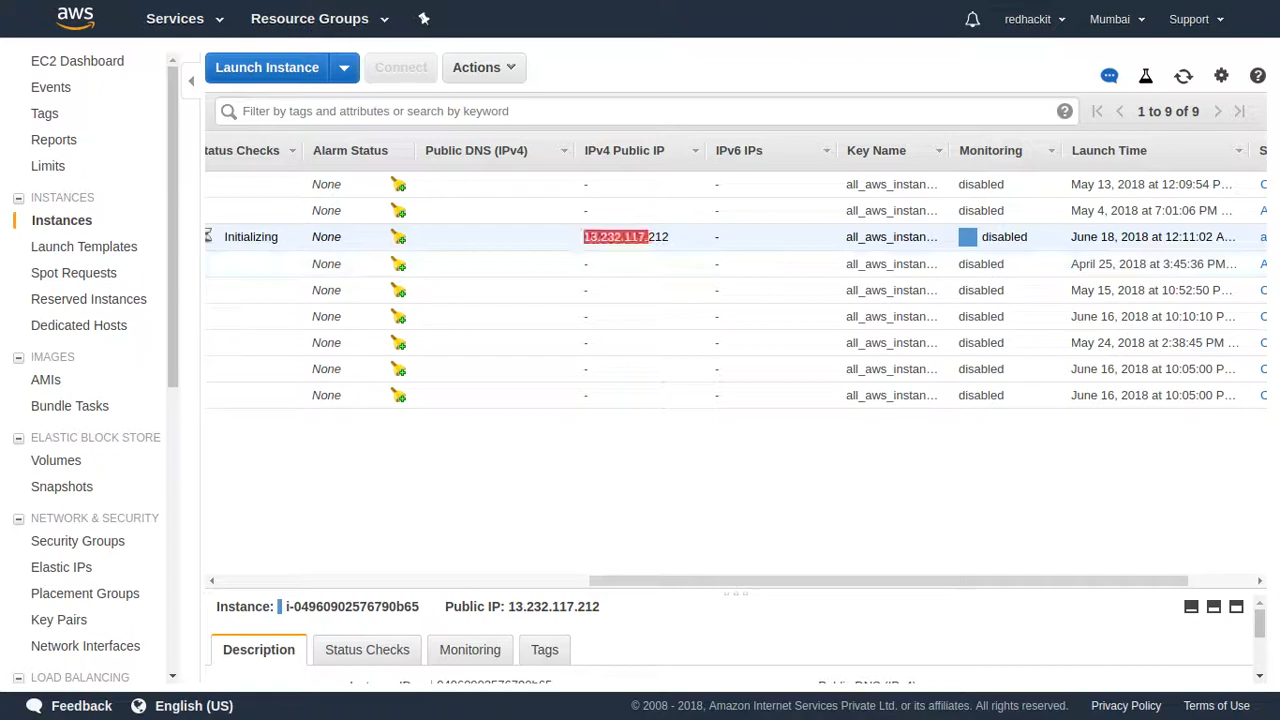 aws Services Resource Groups redhackit Mumbai Support
EC2 Dashboard
Events
Tags
Reports
Limits
INSTANCES
Instances
Launch Templates
Spot Requests
Reserved Instances
Dedicated Hosts
IMAGES
AMIs
Bundle Tasks
ELASTIC BLOCK STORE
Volumes
Snapshots
NETWORK & SECURITY
Security Groups
Elastic IPs
Placement Groups
Key Pairs
Network Interfaces
LOAD BALANCING
Launch Instance Connect Actions
Filter by tags and attributes or search by keyword 1 to 9 of 9
tatus Checks Alarm Status Public DNS (IPv4) IPv4 Public IP IPv6 IPs Key Name Monitoring Launch Time S
None - - all_aws_instan… disabled May 13, 2018 at 12:09:54 P…
None - - all_aws_instan… disabled May 4, 2018 at 7:01:06 PM …
Initializing None 13.232.117.212 - all_aws_instan… disabled June 18, 2018 at 12:11:02 A… a
None - - all_aws_instan… disabled April 25, 2018 at 3:45:36 PM…
None - - all_aws_instan… disabled May 15, 2018 at 10:52:50 P…
None - - all_aws_instan… disabled June 16, 2018 at 10:10:10 P…
None - - all_aws_instan… disabled May 24, 2018 at 2:38:45 PM …
None - - all_aws_instan… disabled June 16, 2018 at 10:05:00 P…
None - - all_aws_instan… disabled June 16, 2018 at 10:05:00 P…
Instance: i-04960902576790b65 Public IP: 13.232.117.212
Description Status Checks Monitoring Tags
Feedback English (US) © 2008 - 2018, Amazon Internet Services Private Ltd. or its affiliates. All rights reserved. Privacy Policy Terms of Use